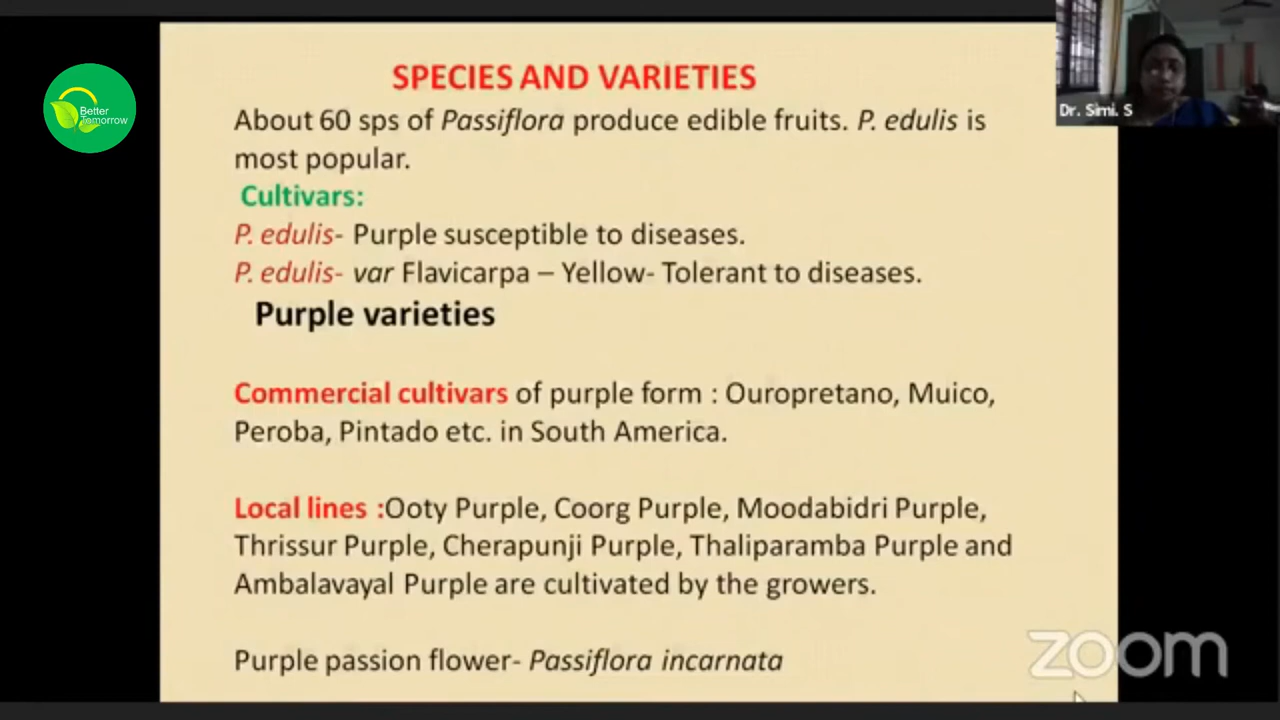 SPECIES AND VARIETIES
Better
Tomorrow
Dr. Simi. S
About 60 sps of Passiflora produce edible fruits. P. edulis is
most popular.
Cultivars:
P. edulis- Purple susceptible to diseases.
P. edulis- var Flavicarpa – Yellow- Tolerant to diseases.
Purple varieties
Commercial cultivars of purple form : Ouropretano, Muico,
Peroba, Pintado etc. in South America.
Local lines :Ooty Purple, Coorg Purple, Moodabidri Purple,
Thrissur Purple, Cherapunji Purple, Thaliparamba Purple and
Ambalavayal Purple are cultivated by the growers.
Purple passion flower- Passiflora incarnata
zoom